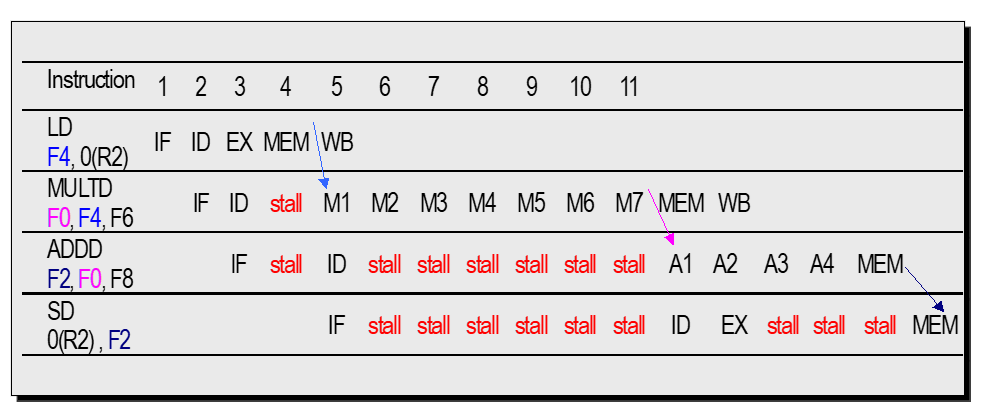 Instruction 1 2 3 4 5 6 7 8 9 10 11
LD
F4, 0(R2) IF ID EX MEM WB
MULTD
F0, F4, F6 IF ID stall M1 M2 M3 M4 M5 M6 M7 MEM WB
ADDD
F2, F0, F8 IF stall ID stall stall stall stall stall stall A1 A2 A3 A4 MEM
SD
0(R2) , F2 IF stall stall stall stall stall stall ID EX stall stall stall MEM